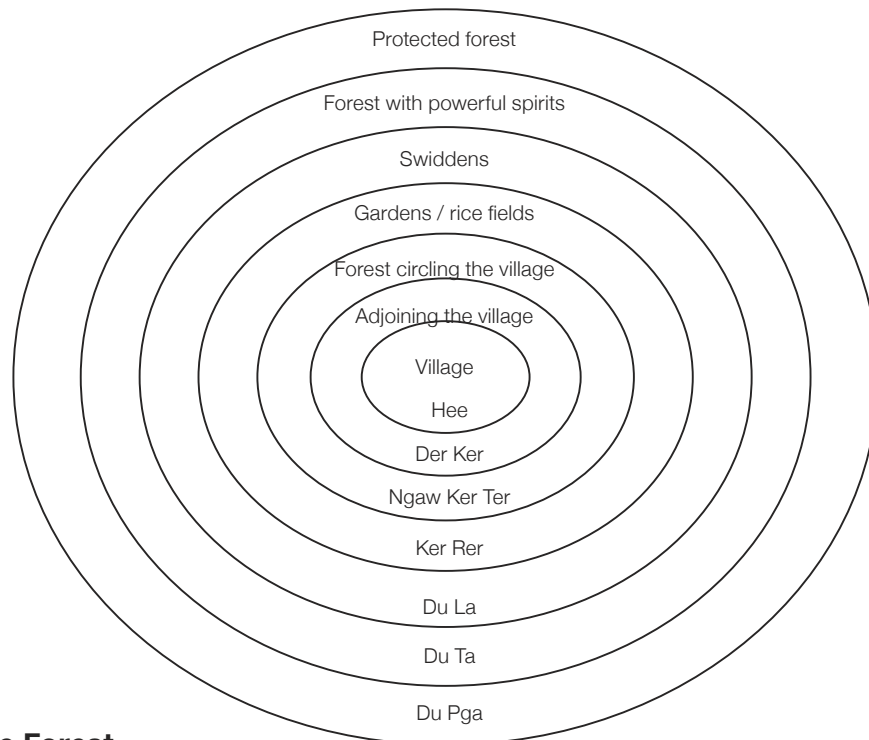 Protected forest
Forest with powerful spirits
Swiddens
Gardens / rice fields
Forest circling the village
Adjoining the village
Village
Hee
Der Ker
Ngaw Ker Ter
Ker Rer
Du La
Du Ta
Du Pga
Forest